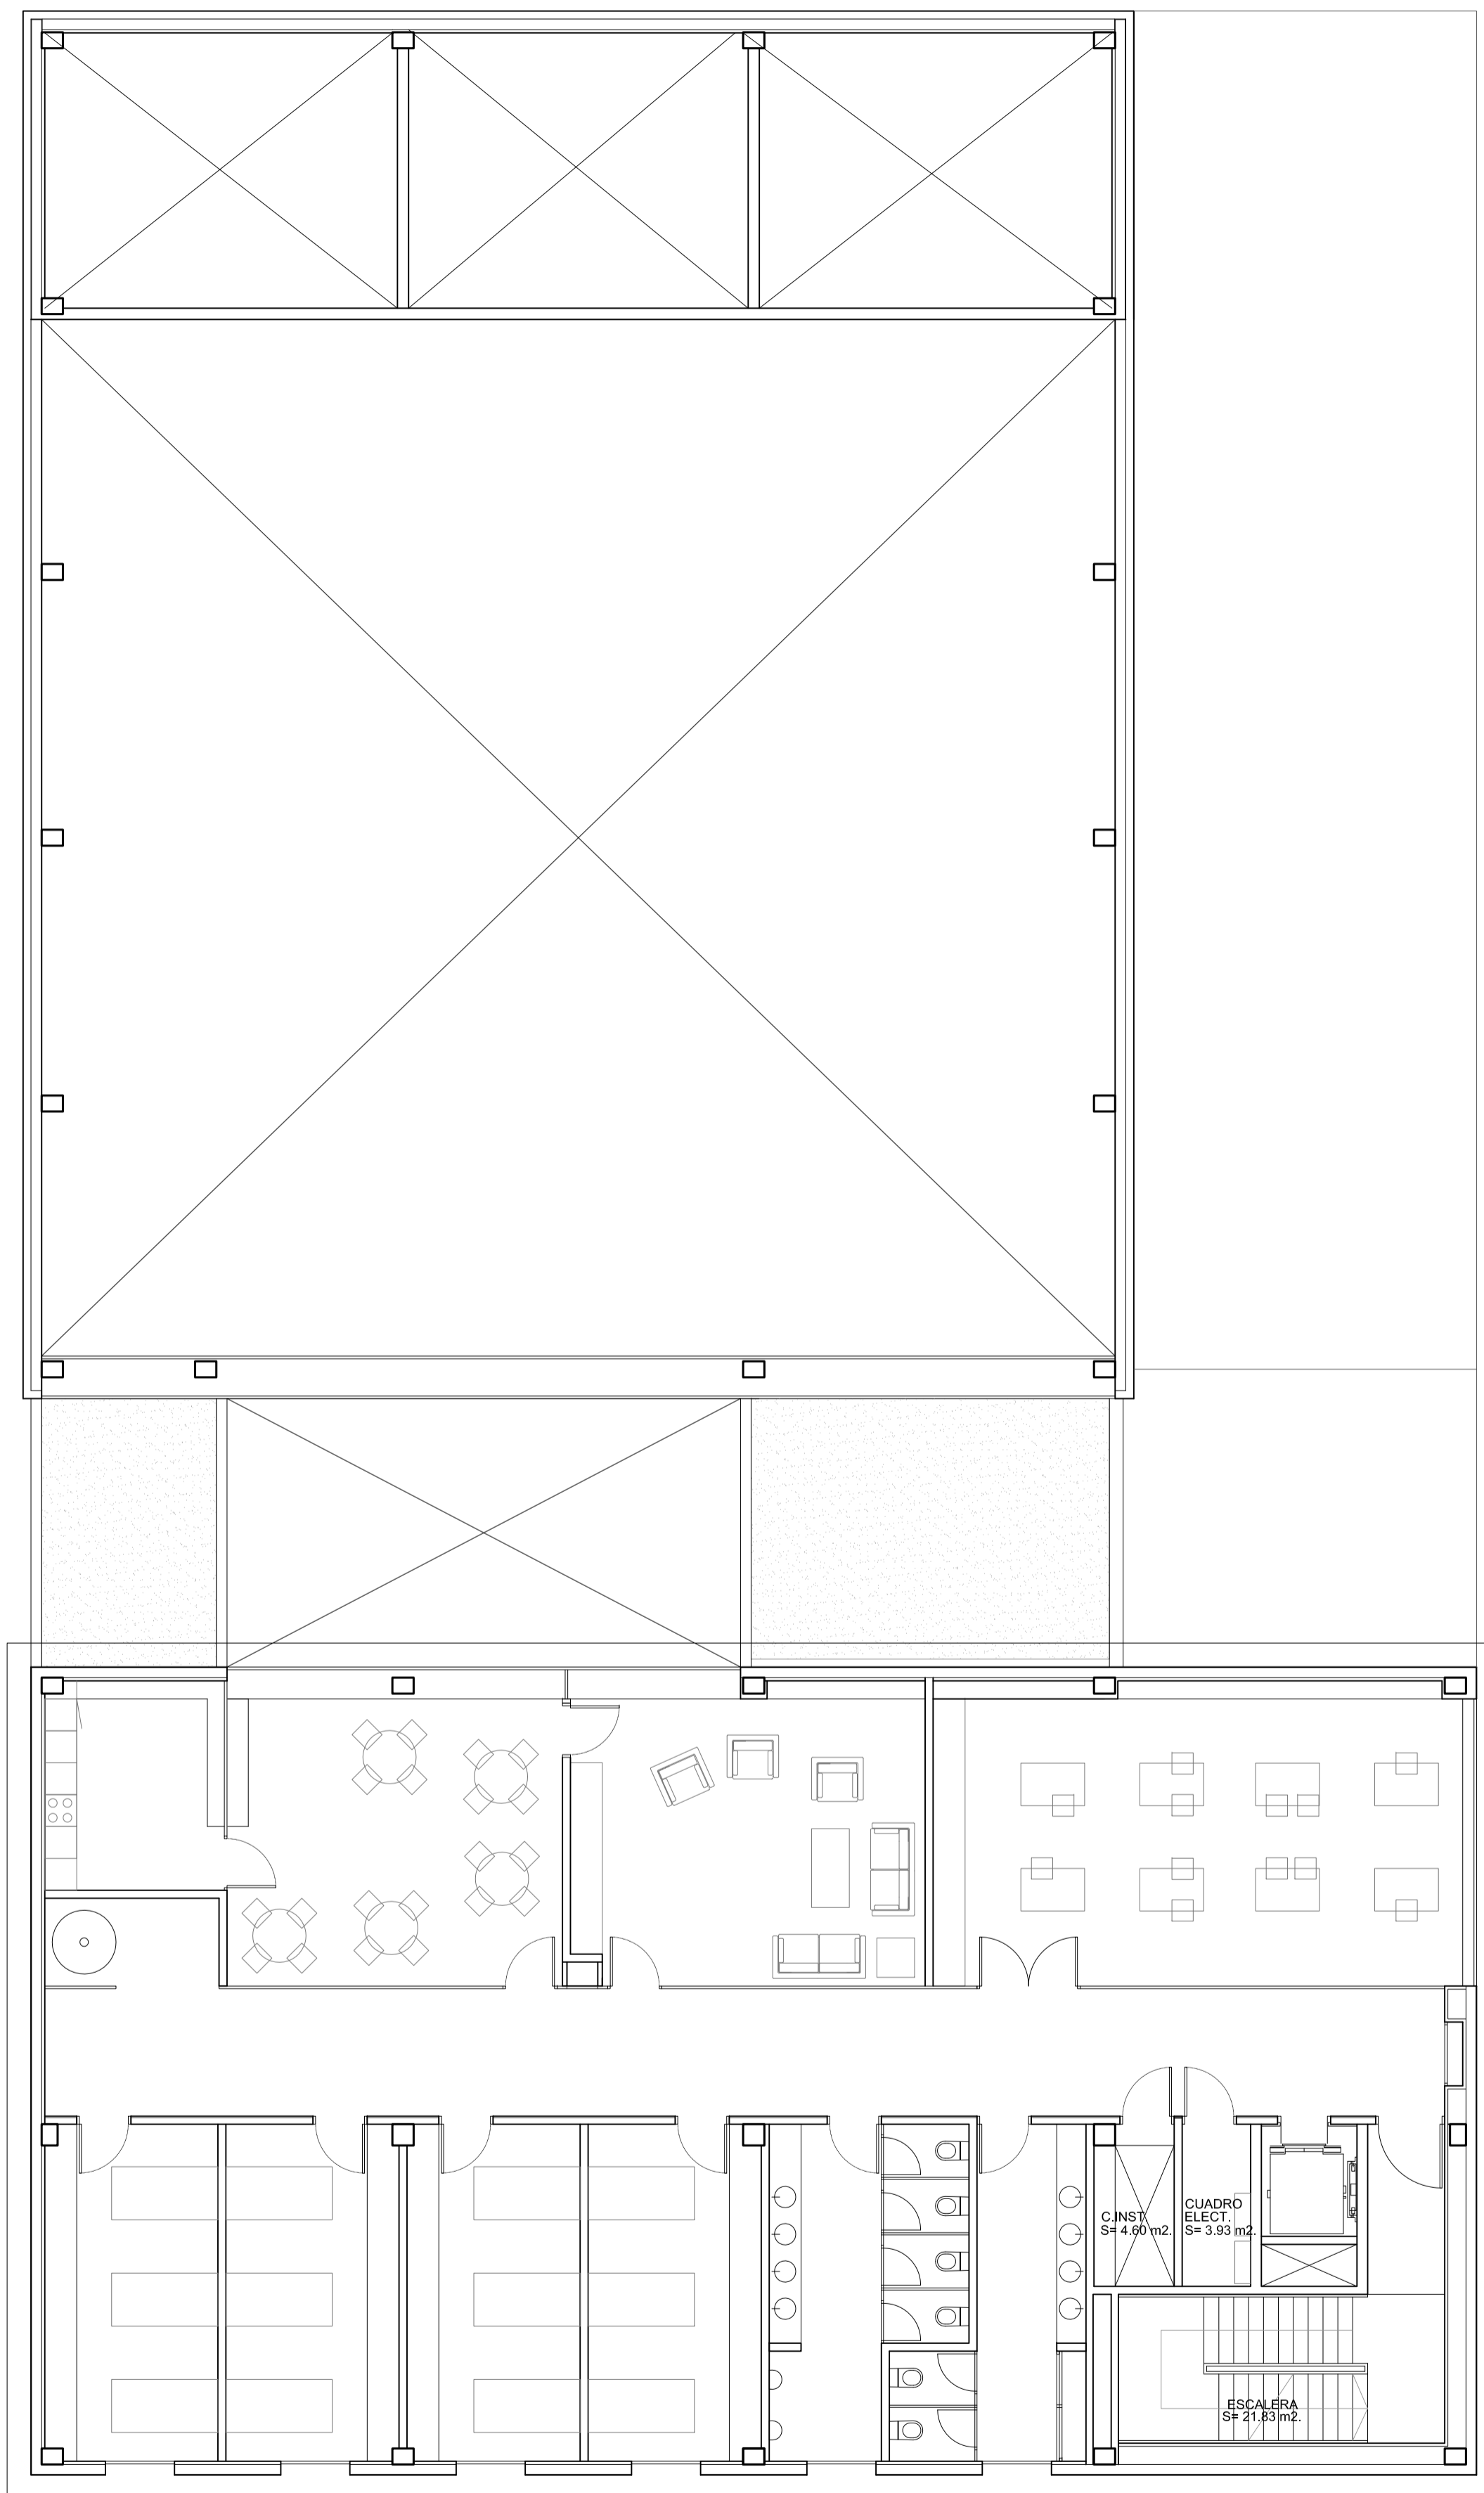 C.INST
S= 4.60 m2.
CUADRO
ELECT.
S= 3.93 m2.
ESCALERA
S= 21.83 m2.